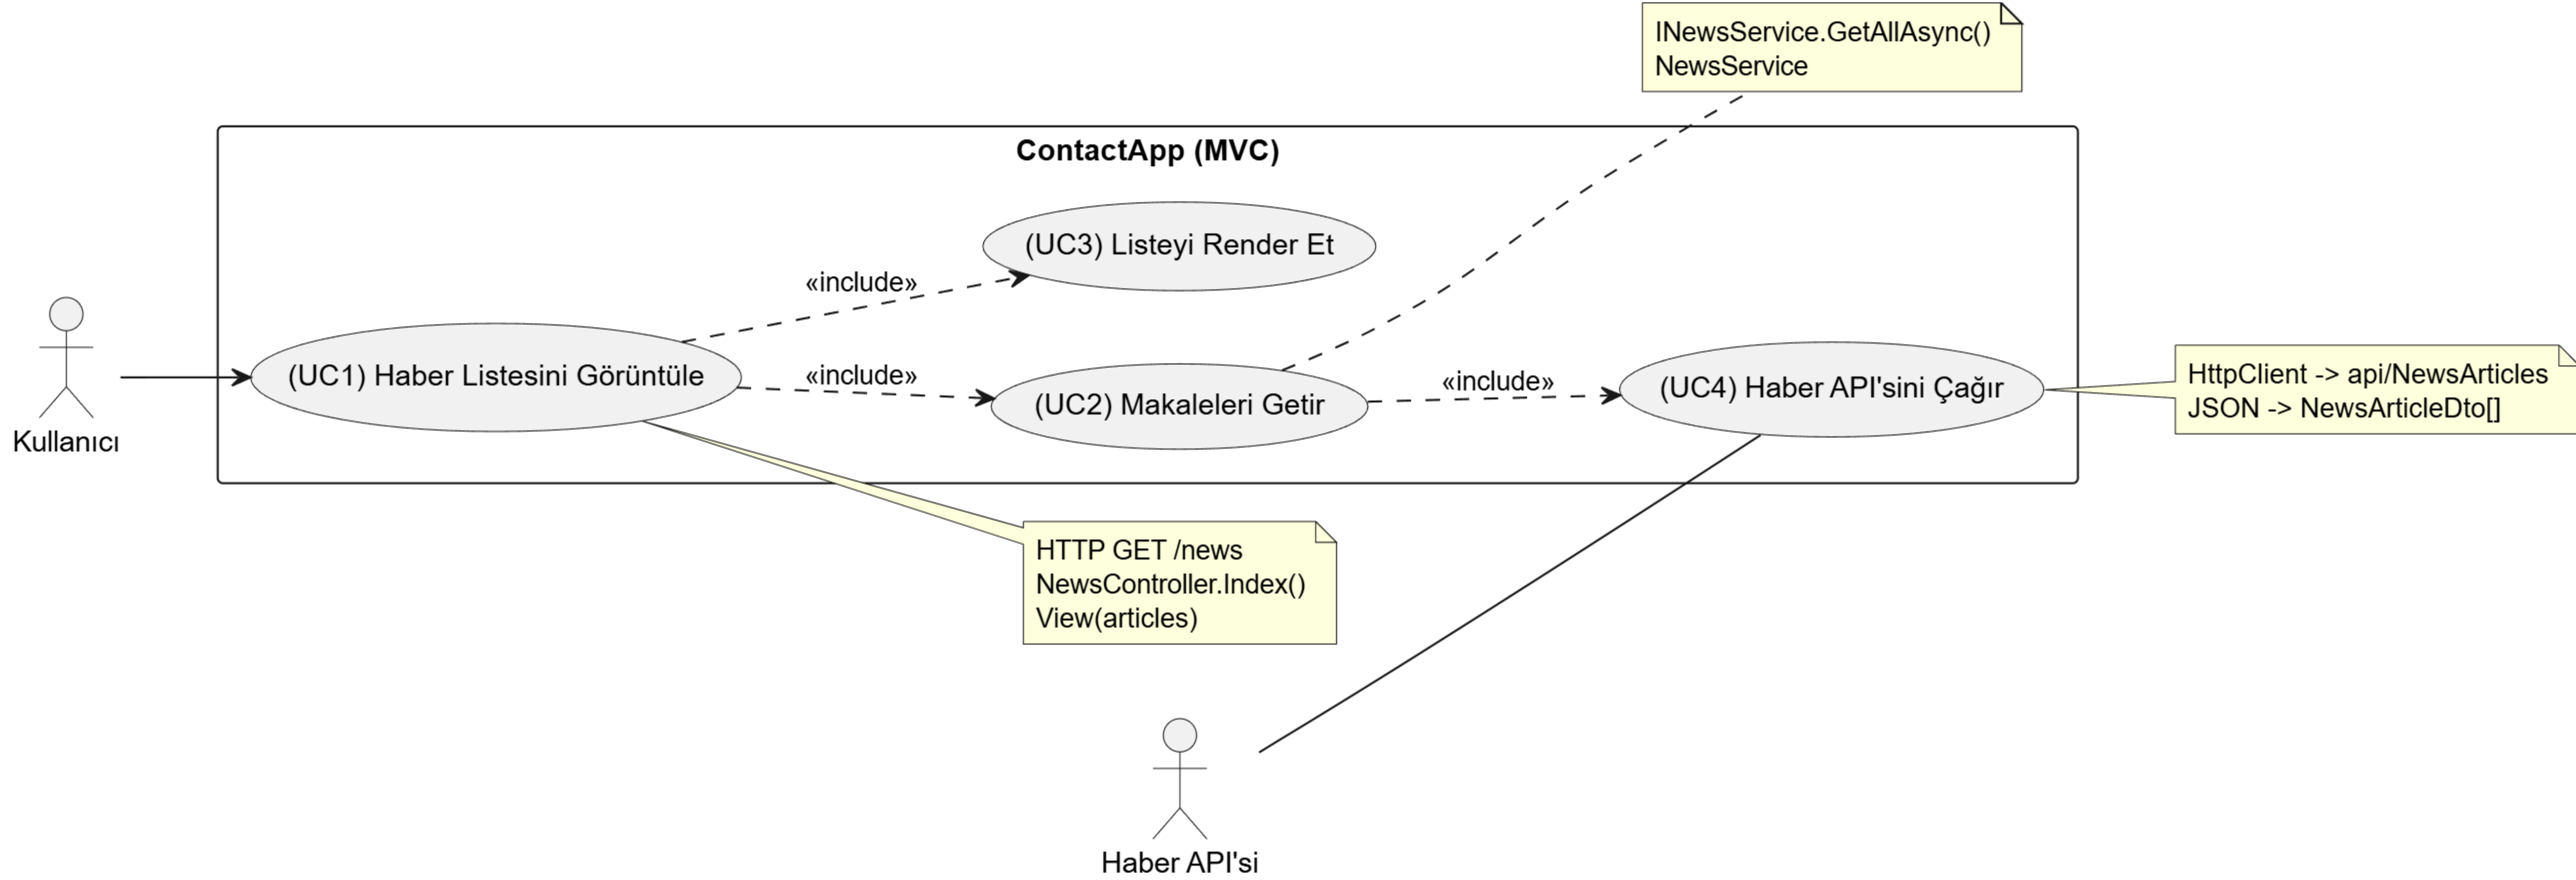 INewsService.GetAllAsync()
NewsService
ContactApp (MVC)
(UC3) Listeyi Render Et
«include»
(UC1) Haber Listesini Görüntüle
«include»
(UC2) Makaleleri Getir
«include»
(UC4) Haber API'sini Çağır
HttpClient -> api/NewsArticles
JSON -> NewsArticleDto[]
Kullanıcı
HTTP GET /news
NewsController.Index()
View(articles)
Haber API'si